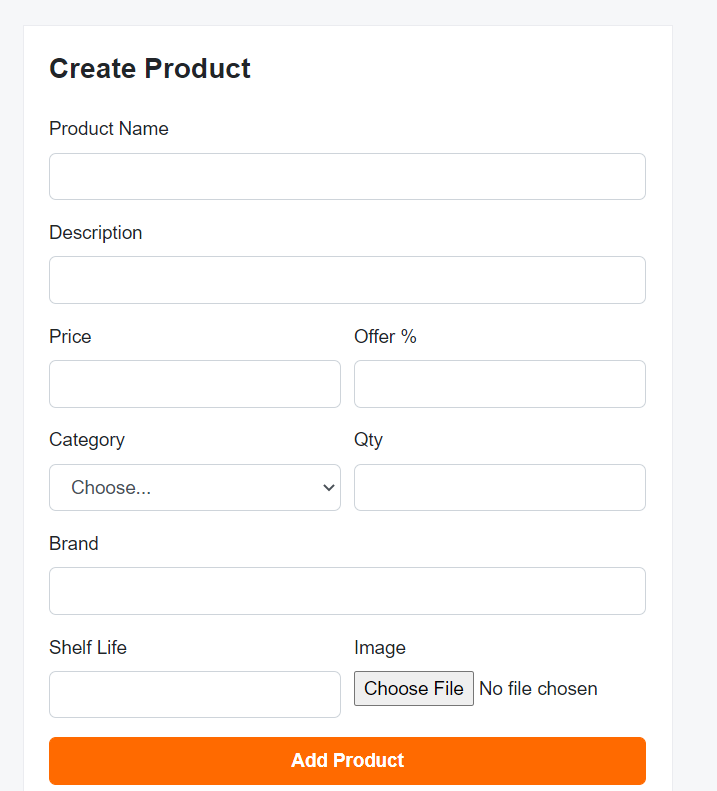 Create Product
Product Name
Description
Price Offer %
Category Qty
Choose...
Brand
Shelf Life Image
Choose File No file chosen
Add Product